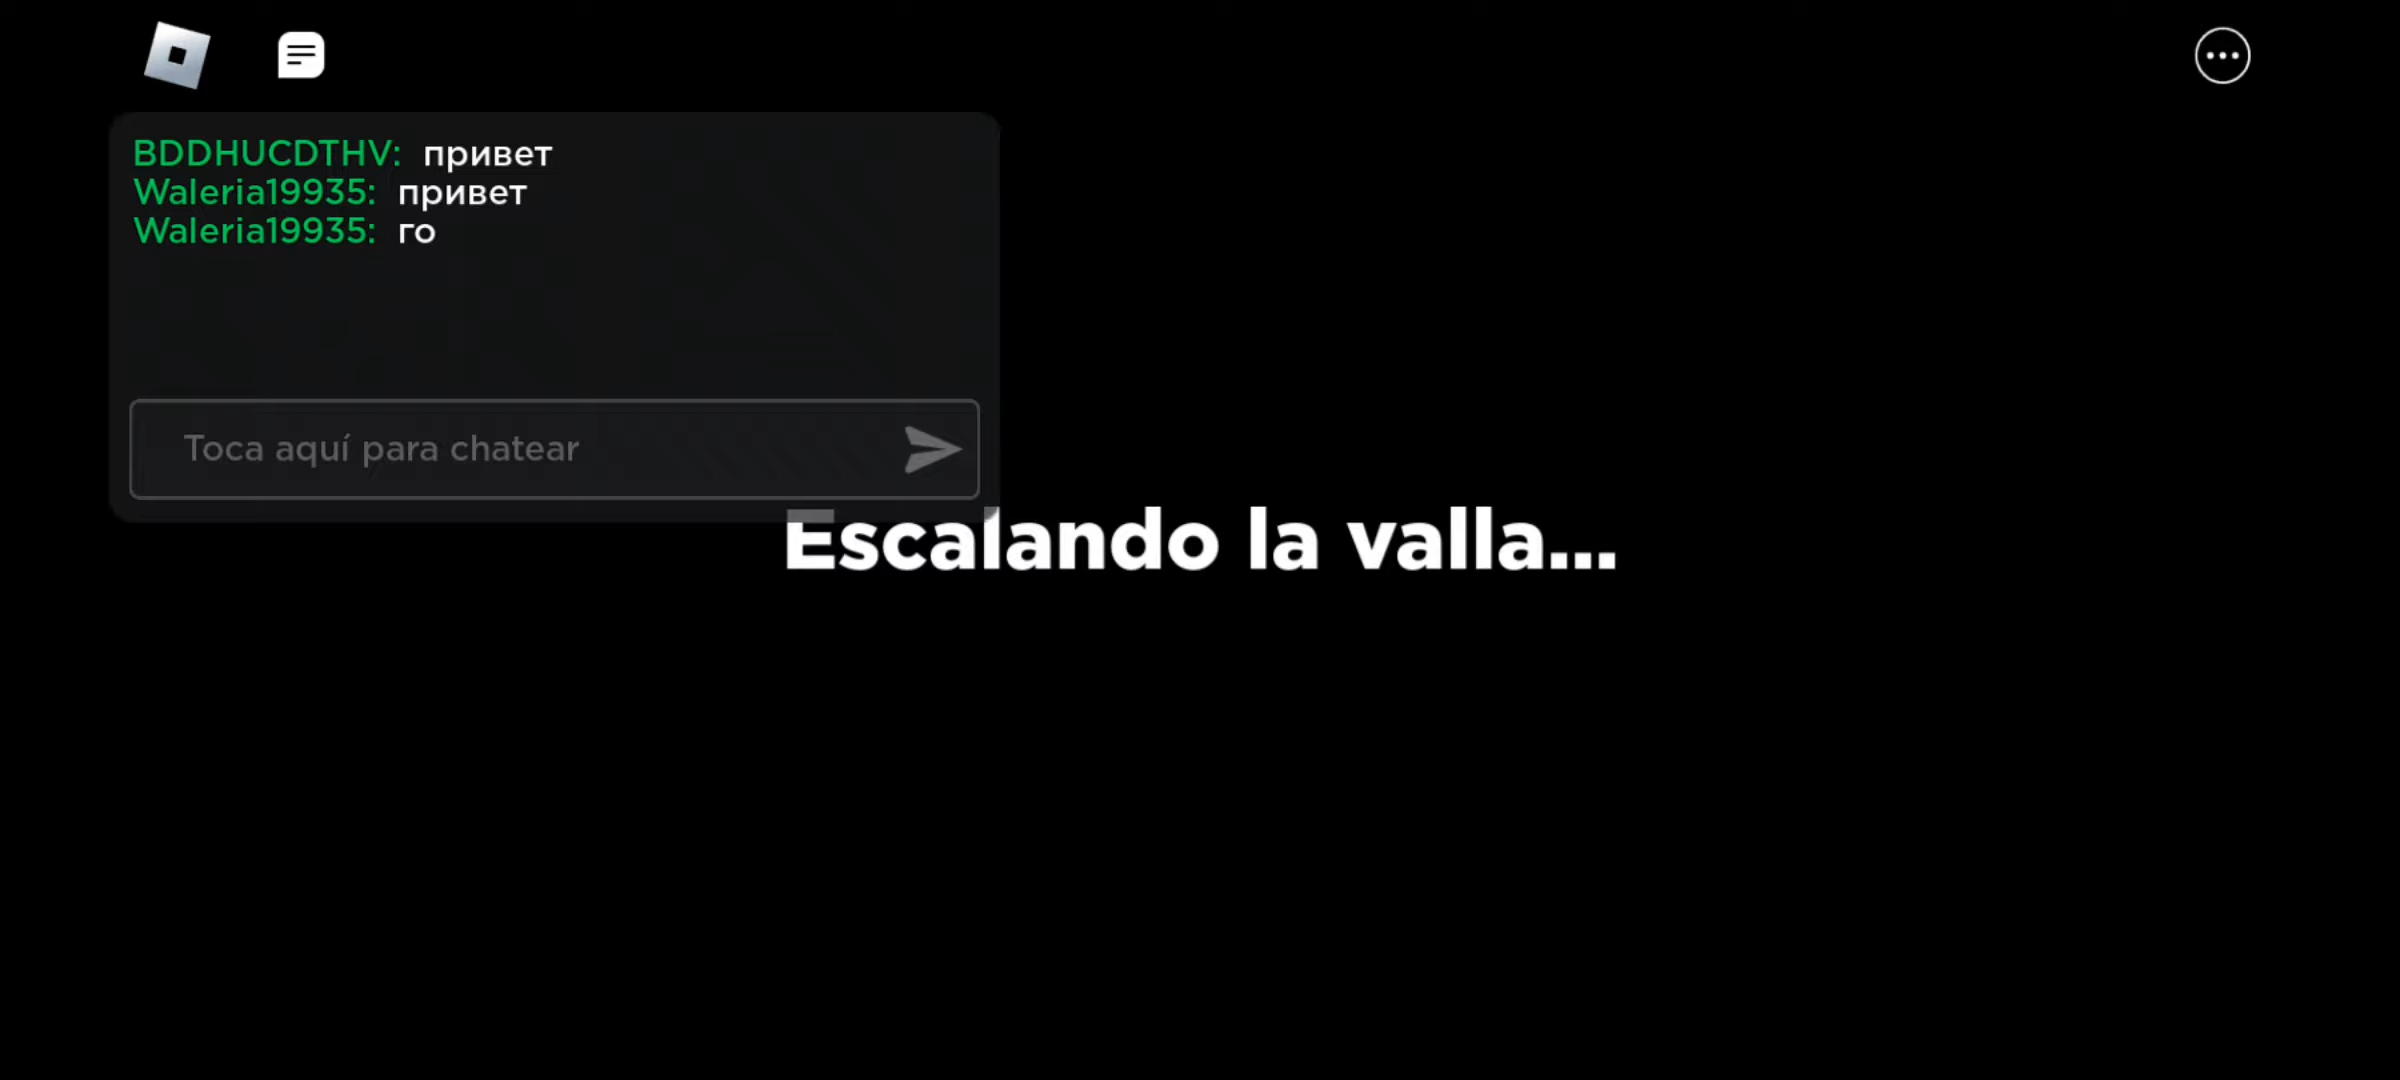 BDDHUCDTHV: привет
Waleria19935: привет
Waleria19935: го
Toca aquí para chatear
Escalando la valla...